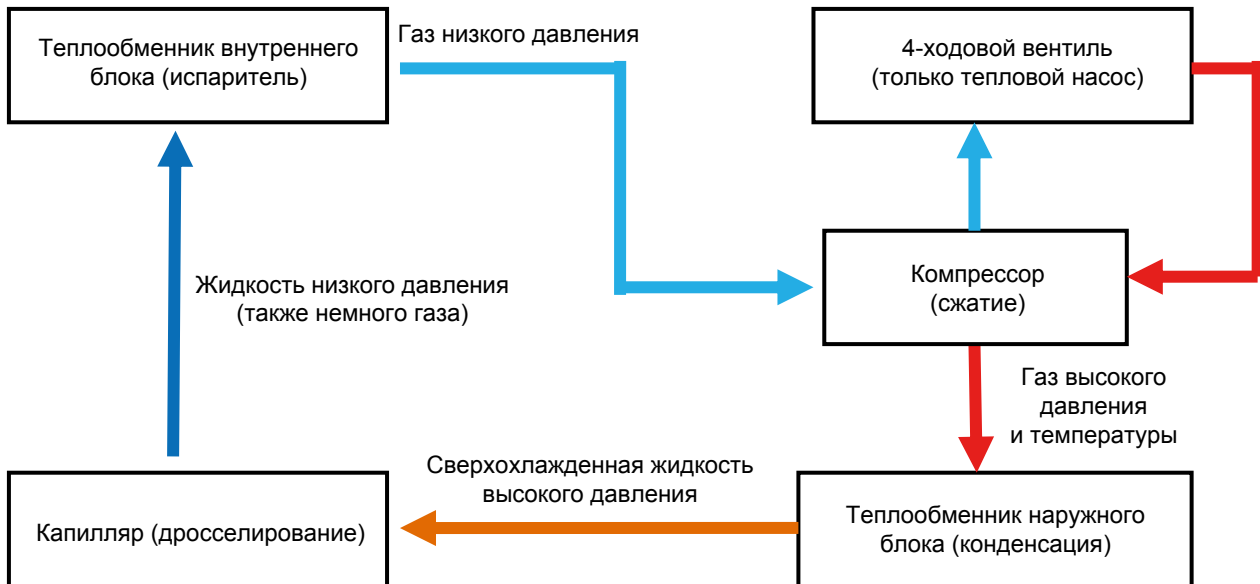 Теплообменник внутреннего
блока (испаритель)
Газ низкого давления
4-ходовой вентиль
(только тепловой насос)
Жидкость низкого давления
(также немного газа)
Компрессор
(сжатие)
Газ высокого
давления
и температуры
Сверхохлажденная жидкость
высокого давления
Капилляр (дросселирование)
Теплообменник наружного
блока (конденсация)